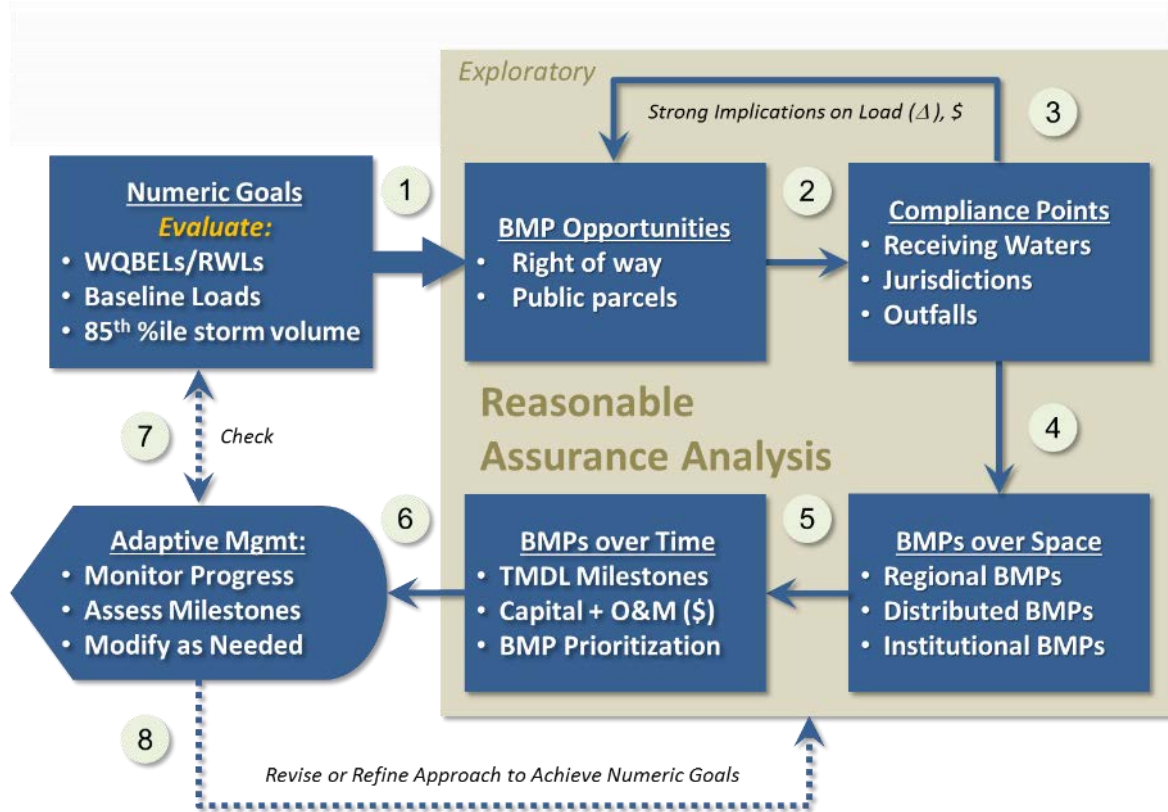 Exploratory
Strong Implications on Load (Δ), $
3
Numeric Goals
Evaluate:
• WQBELs/RWLs
• Baseline Loads
• 85th %ile storm volume
1
BMP Opportunities
• Right of way
• Public parcels
2
Compliance Points
• Receiving Waters
• Jurisdictions
• Outfalls
Reasonable
Assurance Analysis
4
7
Check
Adaptive Mgmt:
• Monitor Progress
• Assess Milestones
• Modify as Needed
6
BMPs over Time
• TMDL Milestones
• Capital + O&M ($)
• BMP Prioritization
5
BMPs over Space
• Regional BMPs
• Distributed BMPs
• Institutional BMPs
8
Revise or Refine Approach to Achieve Numeric Goals